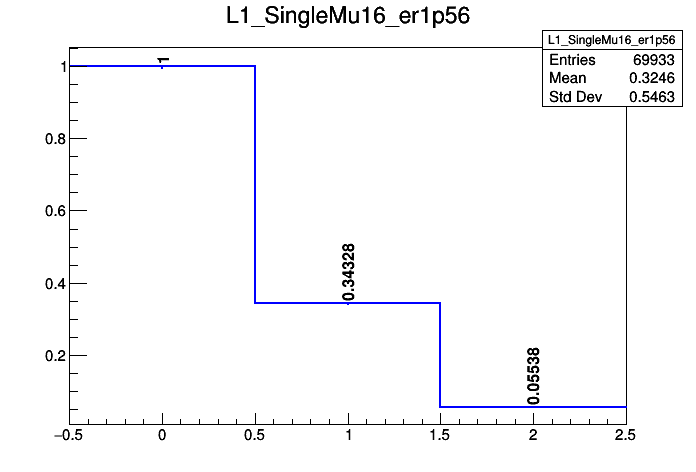 L1_SingleMu16_er1p56
L1_SingleMu16_er1p56
Entries 69933
Mean 0.3246
Std Dev 0.5463
1
0.8
0.6
0.4
0.2
1
0.34328
0.05538
−0.5 0 0.5 1 1.5 2 2.5